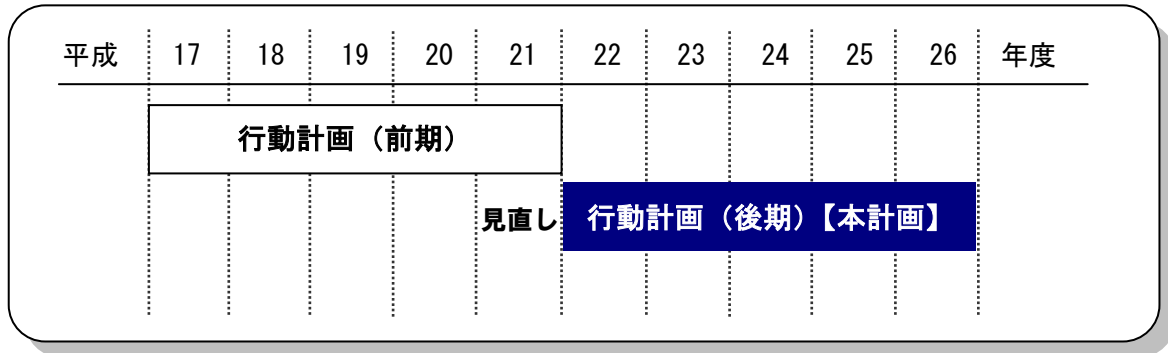 平成 17 18 19 20 21 22 23 24 25 26 年度
行動計画（前期）
見直し 行動計画（後期）【本計画】